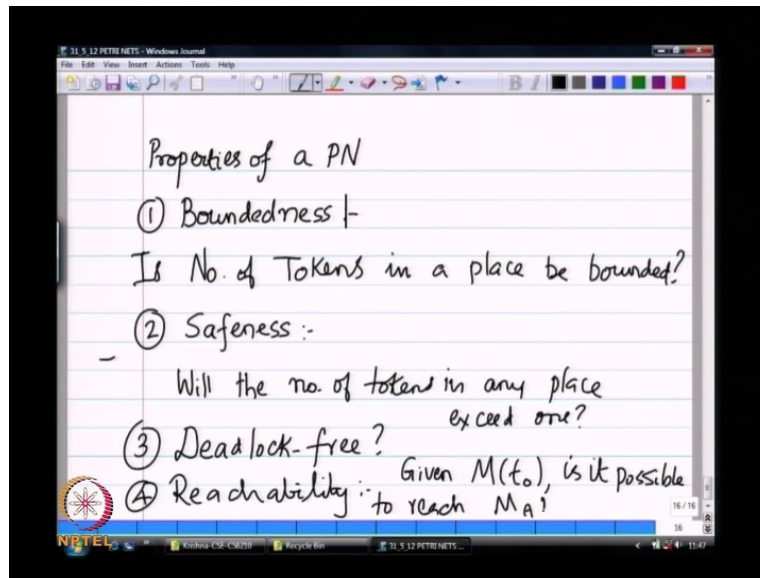 31_5_12 PETRI NETS - Windows Journal
File Edit View Insert Actions Tools Help
B I
Properties of a PN
① Boundedness :-
Is No. of Tokens in a place be bounded?
② Safeness :-
Will the no. of tokens in any place
exceed one?
③ Deadlock-free?
④ Reachability :- Given M(t₀), is it possible
to reach M_A?
16/16
16
NPTEL
Krishna-CSE-CS6210 Recycle Bin 31_5_12 PETRI NETS ... 11:47